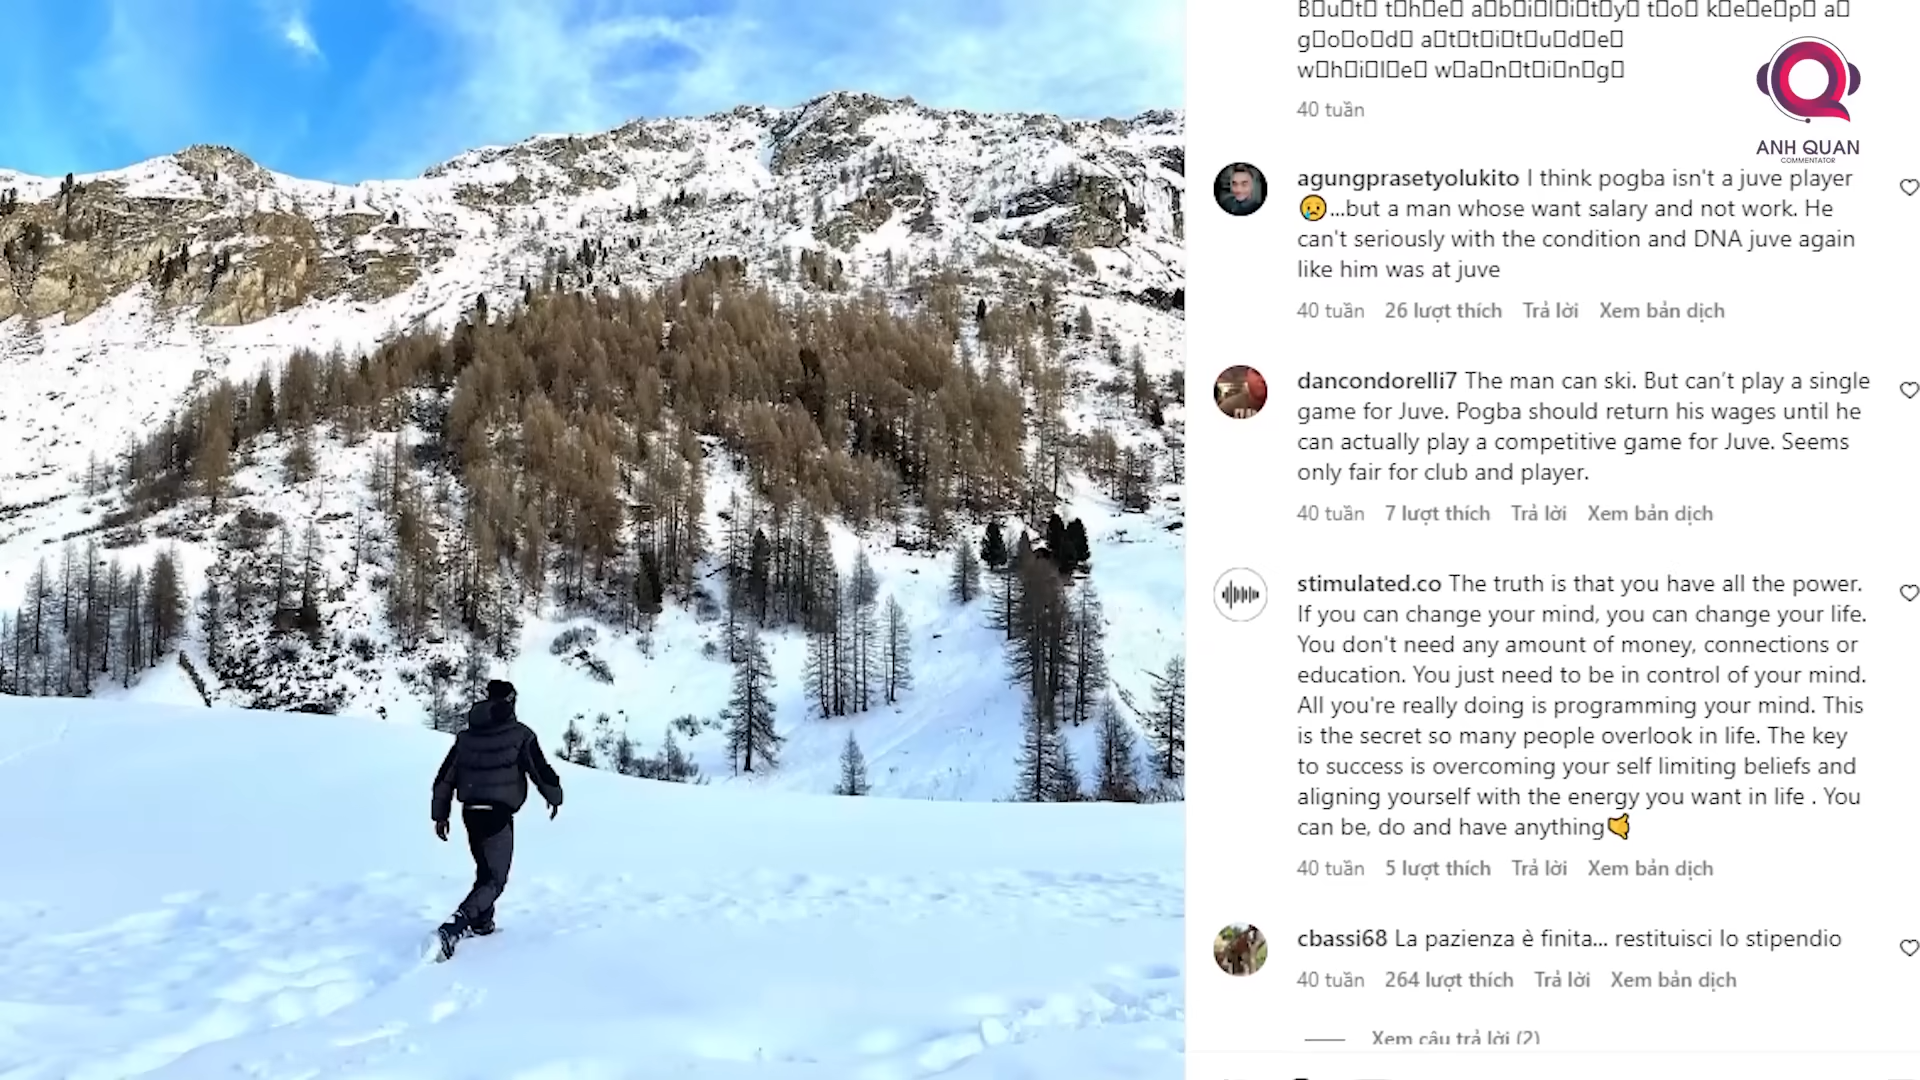 B▯u▯t▯ t▯h▯e▯ a▯b▯i▯l▯i▯t▯y▯ t▯o▯ k▯e▯e▯p▯ a▯
g▯o▯o▯d▯ a▯t▯t▯i▯t▯u▯d▯e▯
w▯h▯i▯l▯e▯ w▯a▯n▯t▯i▯n▯g▯
40 tuần
ANH QUAN
COMMENTATOR
agungprasetyolukito I think pogba isn't a juve player
😥...but a man whose want salary and not work. He
can't seriously with the condition and DNA juve again
like him was at juve
40 tuần 26 lượt thích Trả lời Xem bản dịch
dancondorelli7 The man can ski. But can’t play a single
game for Juve. Pogba should return his wages until he
can actually play a competitive game for Juve. Seems
only fair for club and player.
40 tuần 7 lượt thích Trả lời Xem bản dịch
stimulated.co The truth is that you have all the power.
If you can change your mind, you can change your life.
You don't need any amount of money, connections or
education. You just need to be in control of your mind.
All you're really doing is programming your mind. This
is the secret so many people overlook in life. The key
to success is overcoming your self limiting beliefs and
aligning yourself with the energy you want in life . You
can be, do and have anything🤙
40 tuần 5 lượt thích Trả lời Xem bản dịch
cbassi68 La pazienza è finita... restituisci lo stipendio
40 tuần 264 lượt thích Trả lời Xem bản dịch
Xem câu trả lời (2)